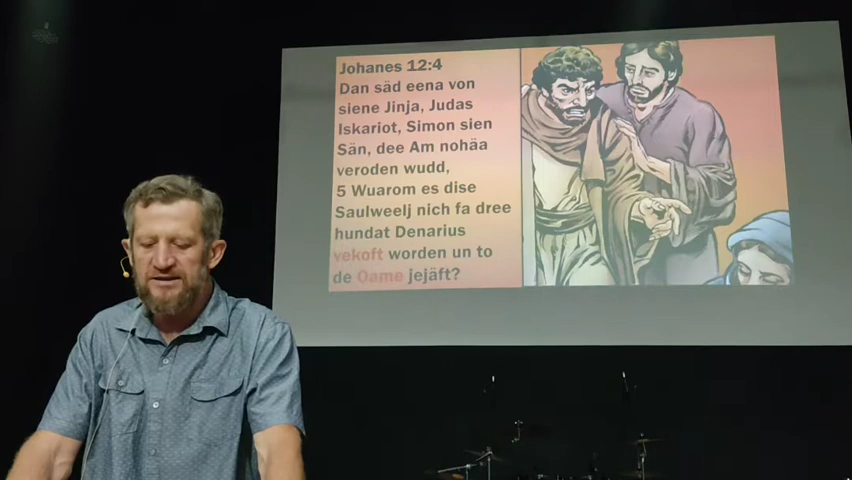 Johanes 12:4
Dan säd eena von
siene Jinja, Judas
Iskariot, Simon sien
Sän, dee Am nohäa
veroden wudd,
5 Wuarom es dise
Saulweelj nich fa dree
hundat Denarius
vekoft worden un to
de Oame jejäft?